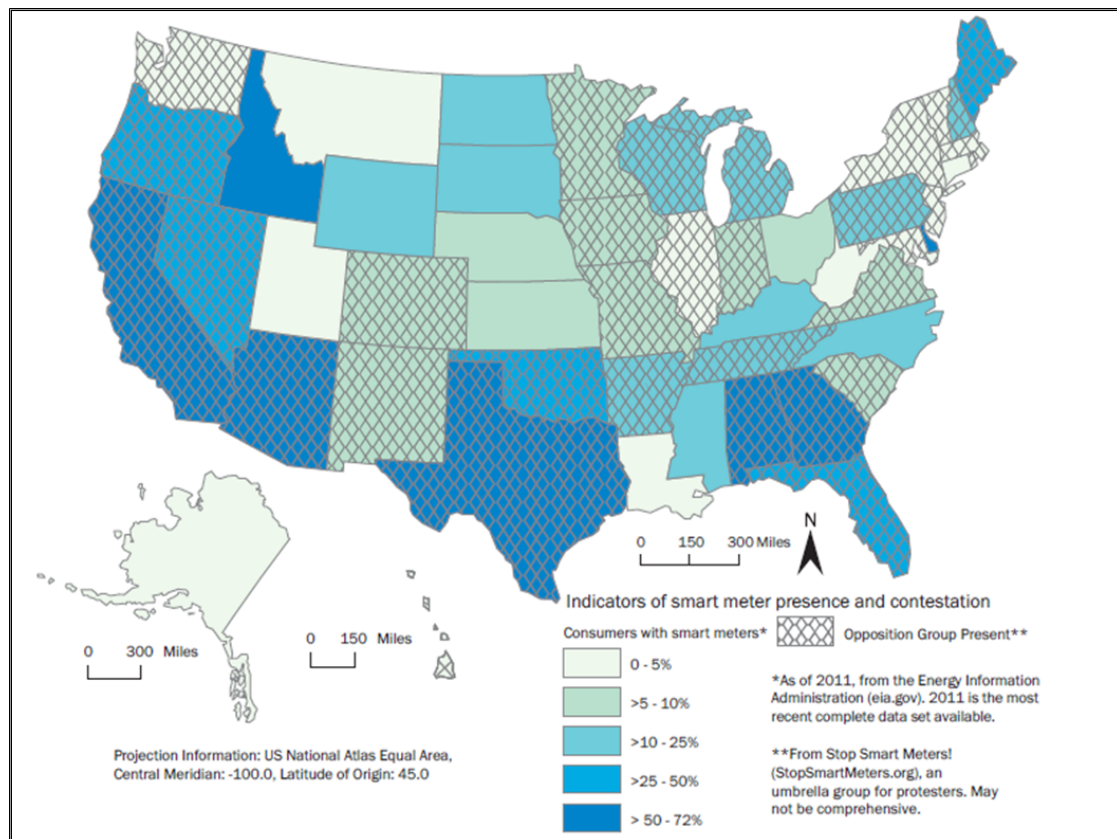 N
0 150 300 Miles
0 300 Miles
0 150 Miles
Indicators of smart meter presence and contestation
Consumers with smart meters*
Opposition Group Present**
0 - 5%
>5 - 10%
>10 - 25%
>25 - 50%
> 50 - 72%
*As of 2011, from the Energy Information
Administration (eia.gov). 2011 is the most
recent complete data set available.
**From Stop Smart Meters!
(StopSmartMeters.org), an
umbrella group for protesters. May
not be comprehensive.
Projection Information: US National Atlas Equal Area,
Central Meridian: -100.0, Latitude of Origin: 45.0